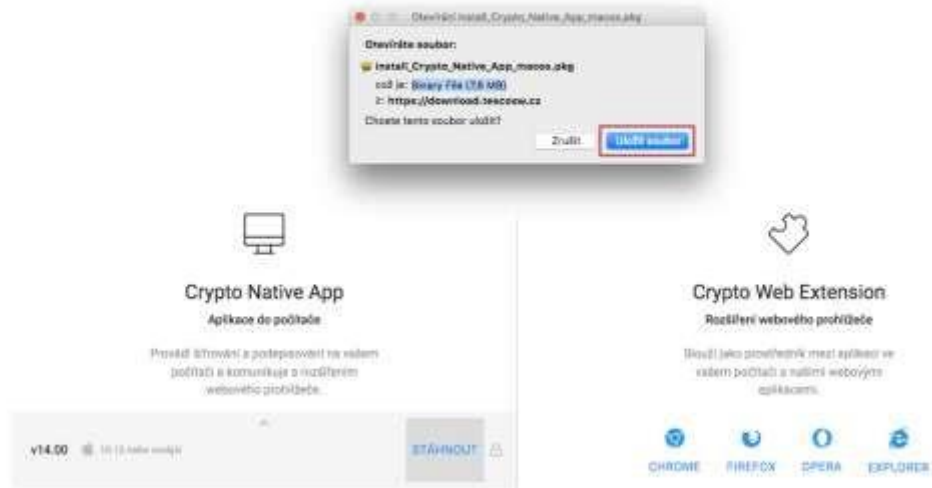 Otevírání install_Crypto_Native_App_macos.pkg
Otevíráte soubor:
install_Crypto_Native_App_macos.pkg
což je: Binary File (7,6 MB)
z: https://download.tescosw.cz
Chcete tento soubor uložit?
Zrušit
Uložit soubor
Crypto Native App
Aplikace do počítače
Provádí šifrování a podepisování na vašem
počítači a komunikuje s rozšířením
webového prohlížeče.
v14.00
nebo novější
STÁHNOUT
Crypto Web Extension
Rozšíření webového prohlížeče
Slouží jako prostředník mezi aplikací ve
vašem počítači a našimi webovými
aplikacemi.
CHROME
FIREFOX
OPERA
EXPLORER